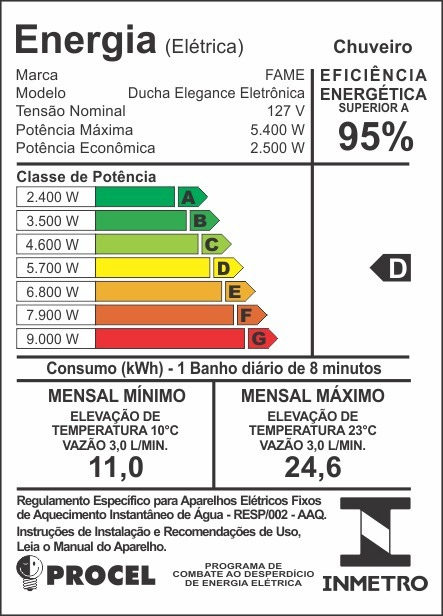 Energia (Elétrica) Chuveiro
Marca FAME
Modelo Ducha Elegance Eletrônica
Tensão Nominal 127 V
Potência Máxima 5.400 W
Potência Econômica 2.500 W
EFICIÊNCIA
ENERGÉTICA
SUPERIOR A
95%
Classe de Potência
2.400 W A
3.500 W B
4.600 W C
5.700 W D
6.800 W E
7.900 W F
9.000 W G
D
Consumo (kWh) - 1 Banho diário de 8 minutos
MENSAL MÍNIMO
ELEVAÇÃO DE
TEMPERATURA 10°C
VAZÃO 3,0 L/MIN.
11,0
MENSAL MÁXIMO
ELEVAÇÃO DE
TEMPERATURA 23°C
VAZÃO 3,0 L/MIN.
24,6
Regulamento Específico para Aparelhos Elétricos Fixos
de Aquecimento Instantâneo de Água - RESP/002 - AAQ.
Instruções de Instalação e Recomendações de Uso,
Leia o Manual do Aparelho.
PROCEL
PROGRAMA DE
COMBATE AO DESPERDÍCIO
DE ENERGIA ELÉTRICA
INMETRO